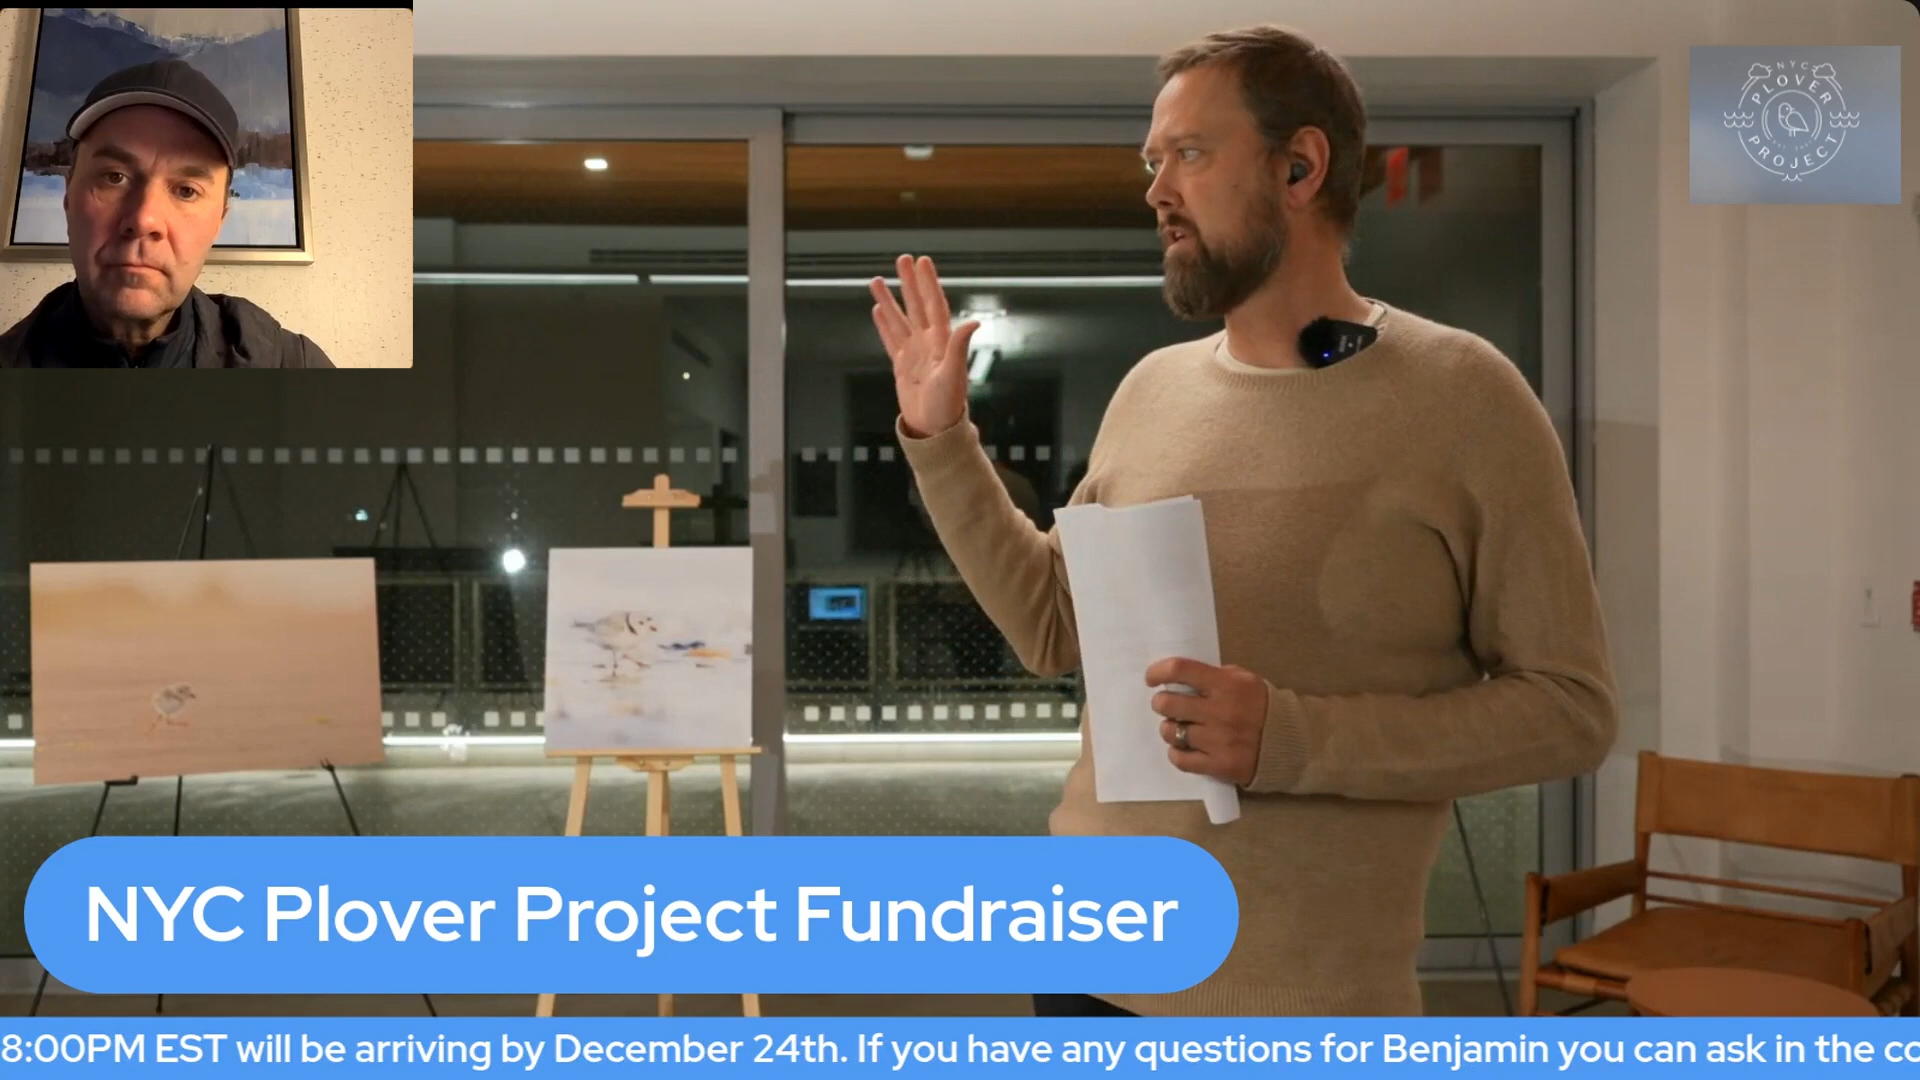 NYC
PLOVER
PROJECT
NYC Plover Project Fundraiser
8:00PM EST will be arriving by December 24th. If you have any questions for Benjamin you can ask in the co